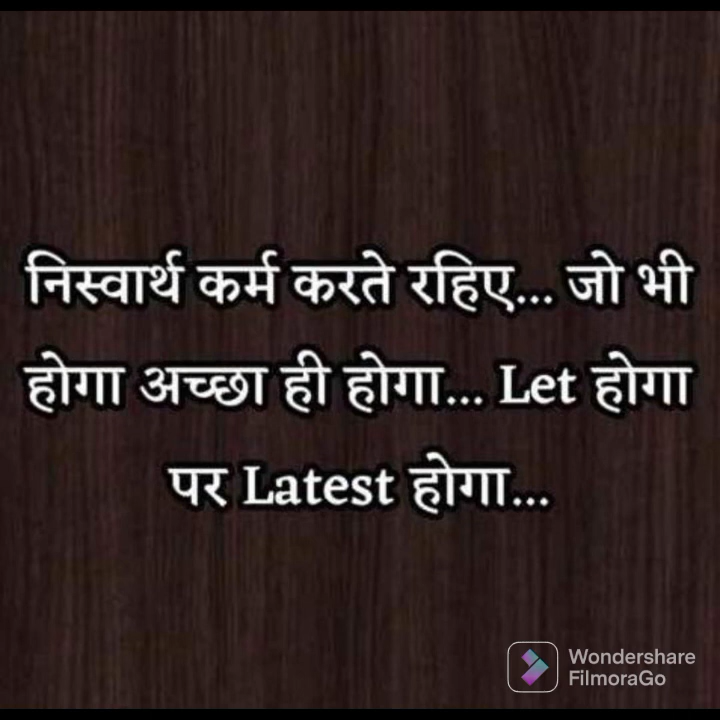 निस्वार्थ कर्म करते रहिए... जो भी
होगा अच्छा ही होगा... Let होगा
पर Latest होगा...
Wondershare
FilmoraGo